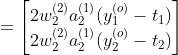 = [2w_2^{(2)}a_2^{(1)}(y_1^{(o)} − t_1)
2w_2^{(2)}a_2^{(1)}(y_2^{(o)} − t_2)]